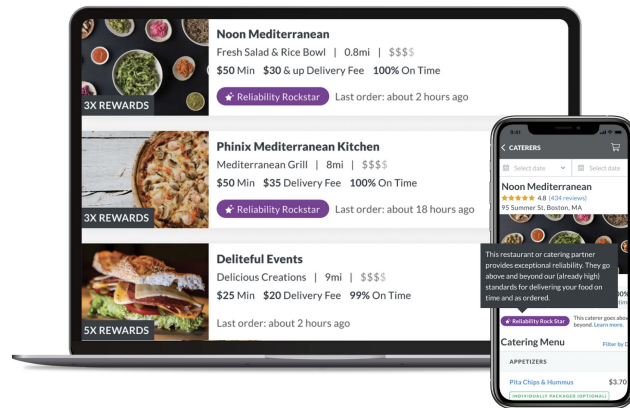 Noon Mediterranean
Fresh Salad & Rice Bowl | 0.8mi | $$$$
$50 Min $30 & up Delivery Fee 100% On Time
Reliability Rockstar Last order: about 2 hours ago
3X REWARDS
Phinix Mediterranean Kitchen
Mediterranean Grill | 8mi | $$$$
$50 Min $35 Delivery Fee 100% On Time
Reliability Rockstar Last order: about 18 hours ago
3X REWARDS
Deliteful Events
Delicious Creations | 9mi | $$$$
$25 Min $20 Delivery Fee 99% On Time
Last order: about 2 hours ago
5X REWARDS
9:41
CATERERS
Select date Select date
Noon Mediterranean
4.8 (434 reviews)
95 Summer St, Boston, MA
This restaurant or catering partner
provides exceptional reliability. They go
above and beyond our (already high)
standards for delivering your food on
time and as ordered.
Reliability Rock Star
This caterer goes
beyond. Learn more.
Catering Menu Filter by
APPETIZERS
Pita Chips & Hummus $3.70
INDIVIDUALLY PACKAGED (OPTIONAL)